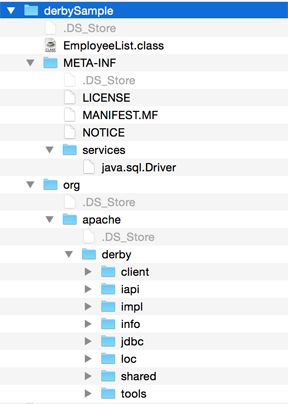 derbySample
.DS_Store
EmployeeList.class
META-INF
.DS_Store
LICENSE
MANIFEST.MF
NOTICE
services
java.sql.Driver
org
.DS_Store
apache
.DS_Store
derby
client
iapi
impl
info
jdbc
loc
shared
tools